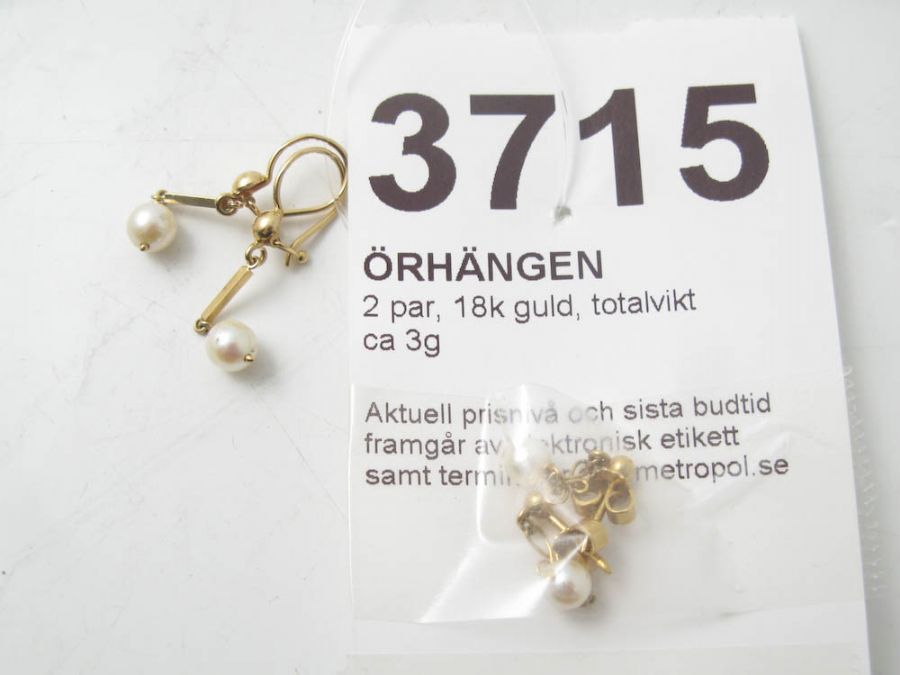 3715
ÖRHÄNGEN
2 par, 18k guld, totalvikt
ca 3g
Aktuell prisnivå och sista budtid
framgår av elektronisk etikett
samt metropol.se